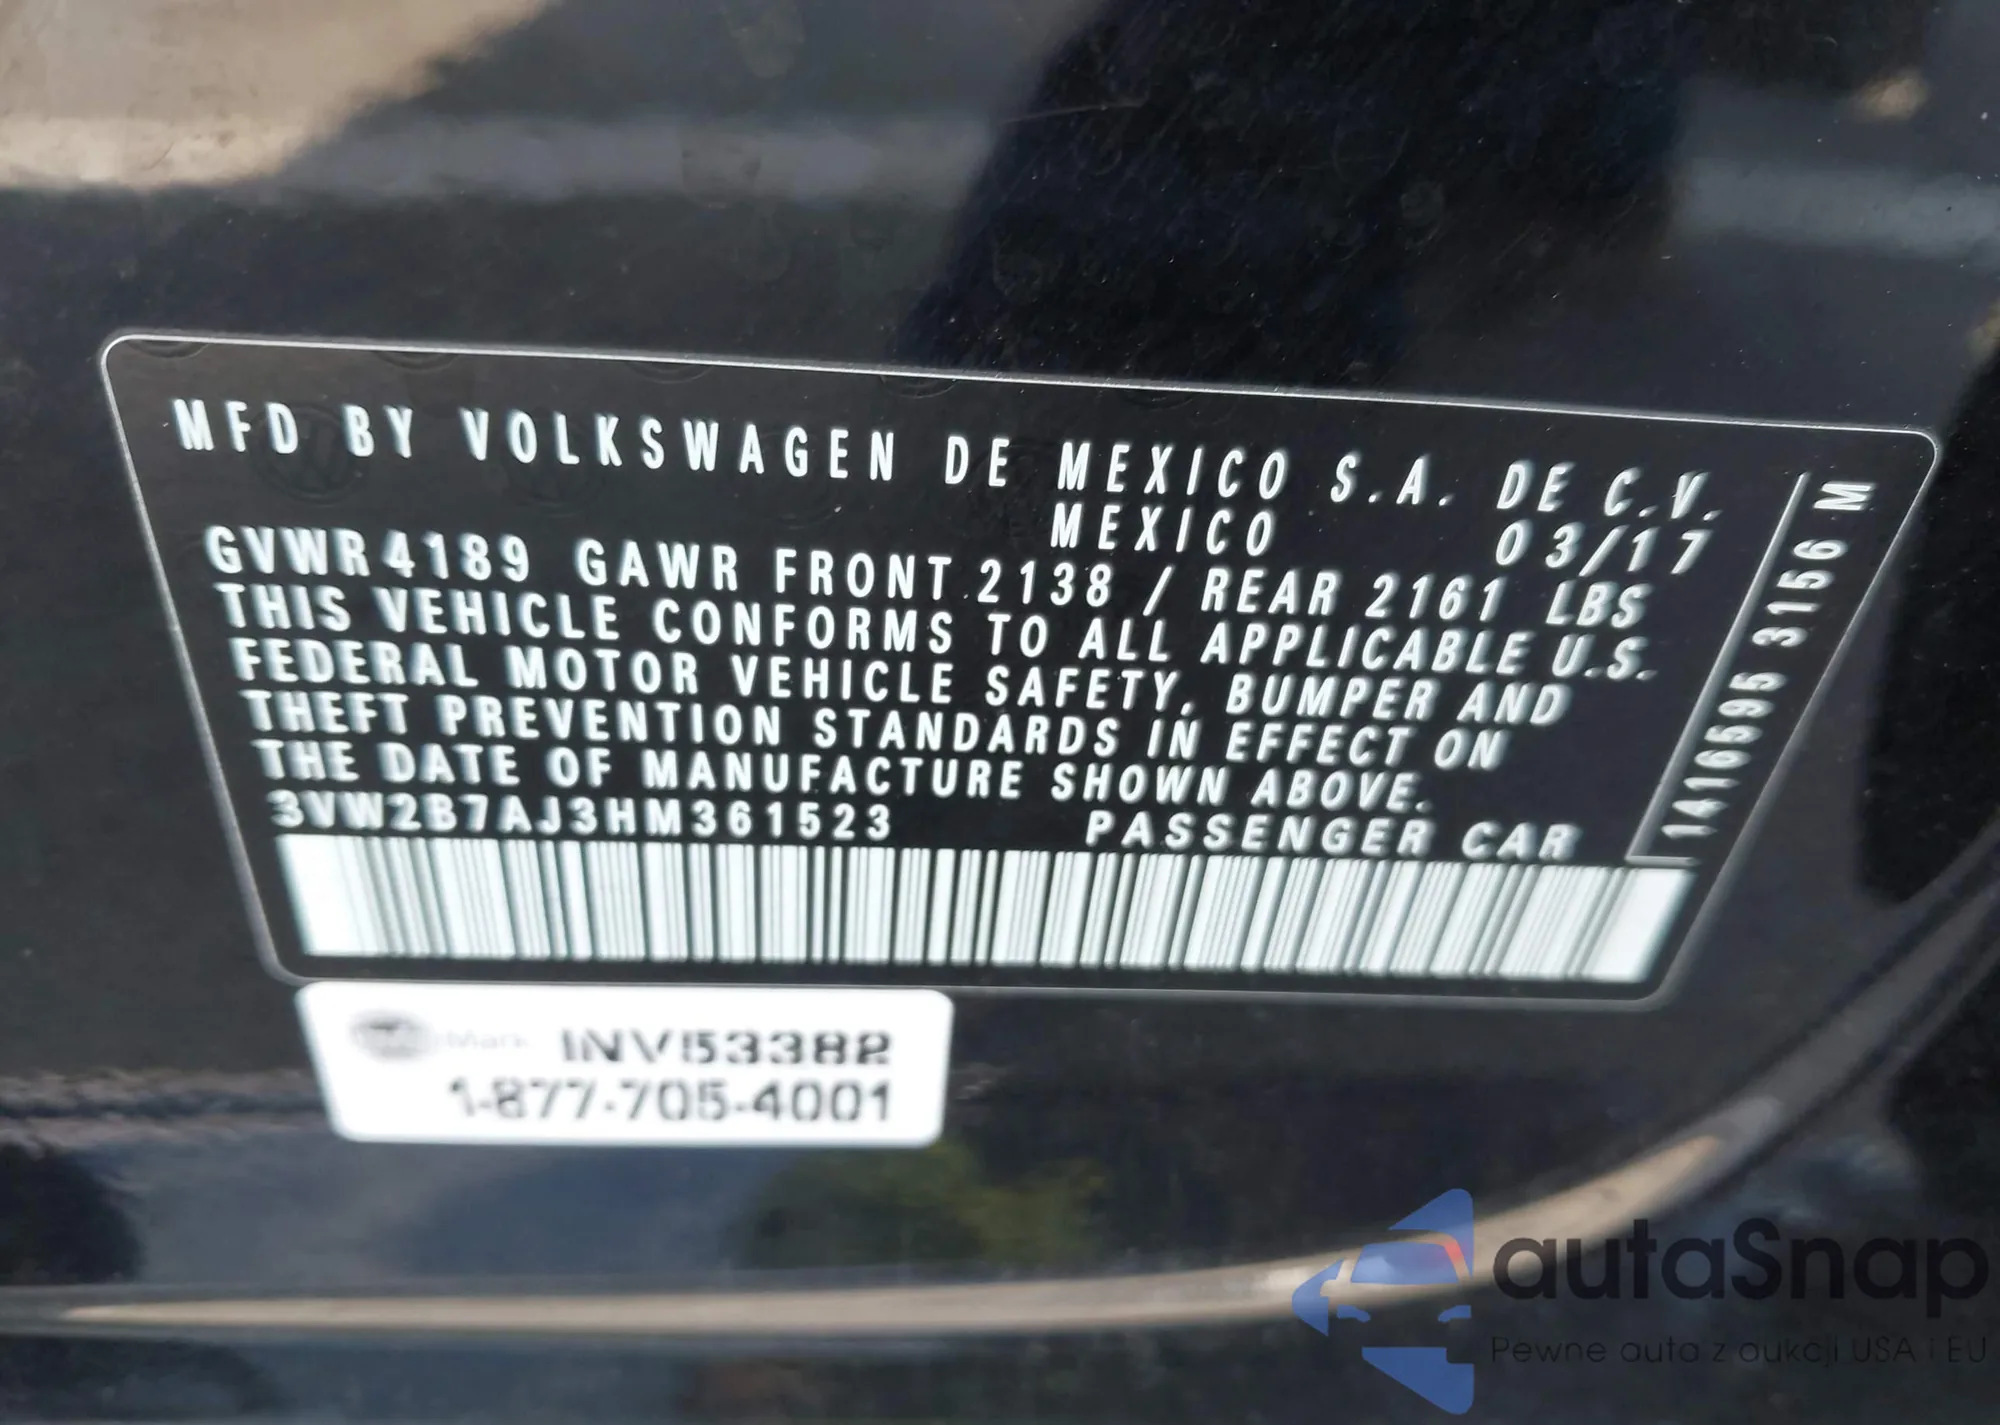 MFD BY VOLKSWAGEN DE MEXICO S.A. DE C.V.
MEXICO 03/17
GVWR 4189 GAWR FRONT 2138 / REAR 2161 LBS
THIS VEHICLE CONFORMS TO ALL APPLICABLE U.S.
FEDERAL MOTOR VEHICLE SAFETY, BUMPER AND
THEFT PREVENTION STANDARDS IN EFFECT ON
THE DATE OF MANUFACTURE SHOWN ABOVE.
3VW2B7AJ3HM361523 PASSENGER CAR
1416595 3156 M
INV53382
1-877-705-4001
autaSnap
Pewne auta z aukcji USA i EU